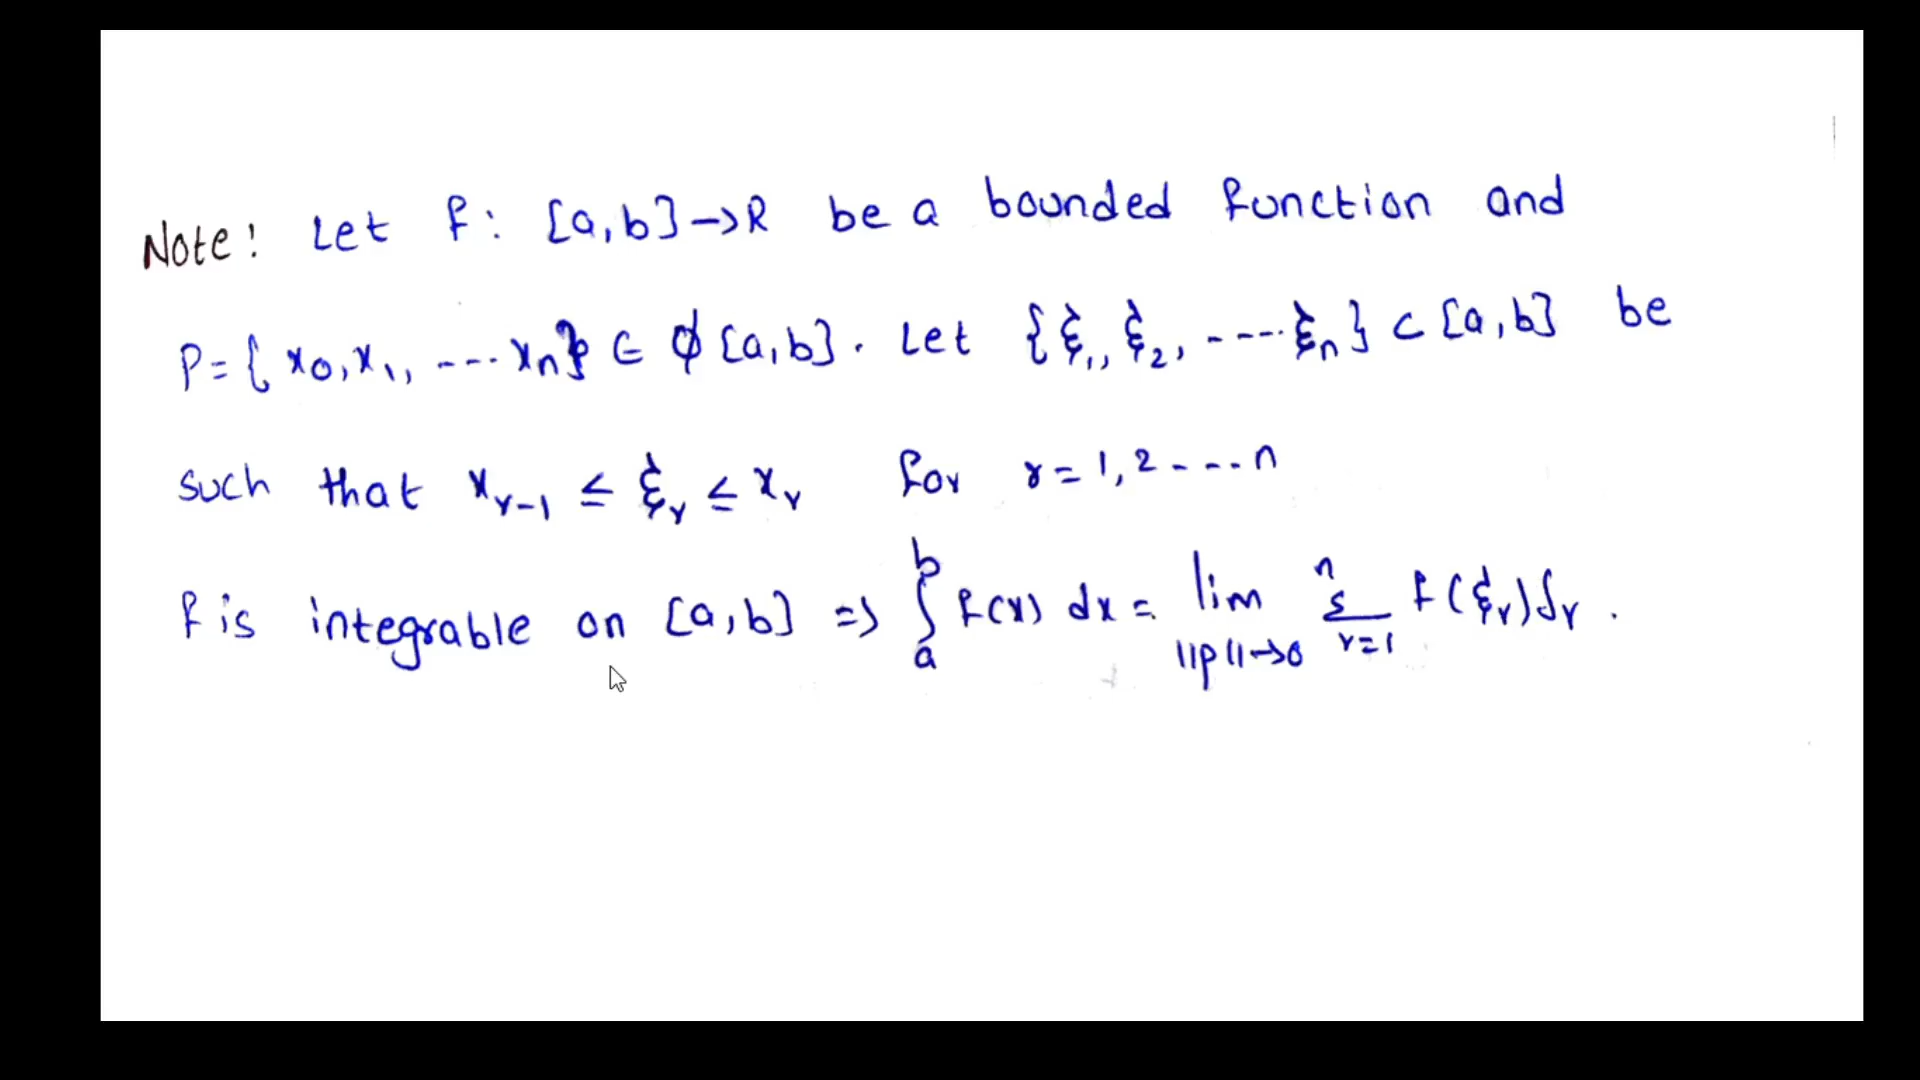 Note! Let f: [a,b]→R be a bounded function and
P={x₀,x₁, ---- xₙ} ∈ ϕ[a,b]. Let {ξ₁, ξ₂, ----- ξₙ} ⊂ [a,b] be
such that xᵣ₋₁ ≤ ξᵣ ≤ xᵣ for r=1,2----n
f is integrable on [a,b] => ∫ₐᵇ f(x) dx = lim_{||p||→0} Σ_{r=1}^{n} f(ξᵣ)δᵣ.